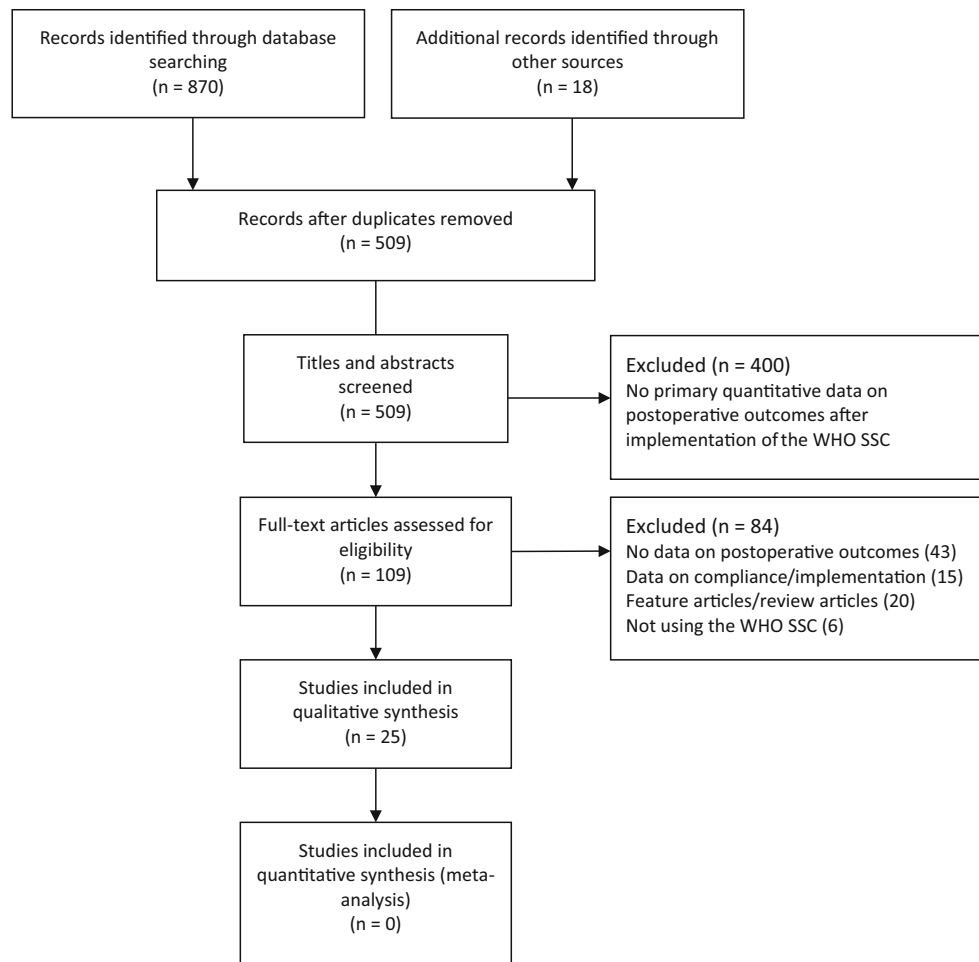 Records identified through database
searching
(n = 870)
Additional records identified through
other sources
(n = 18)
Records after duplicates removed
(n = 509)
Titles and abstracts
screened
(n = 509)
Excluded (n = 400)
No primary quantitative data on
postoperative outcomes after
implementation of the WHO SSC
Full-text articles assessed for
eligibility
(n = 109)
Excluded (n = 84)
No data on postoperative outcomes (43)
Data on compliance/implementation (15)
Feature articles/review articles (20)
Not using the WHO SSC (6)
Studies included in
qualitative synthesis
(n = 25)
Studies included in
quantitative synthesis (meta-
analysis)
(n = 0)